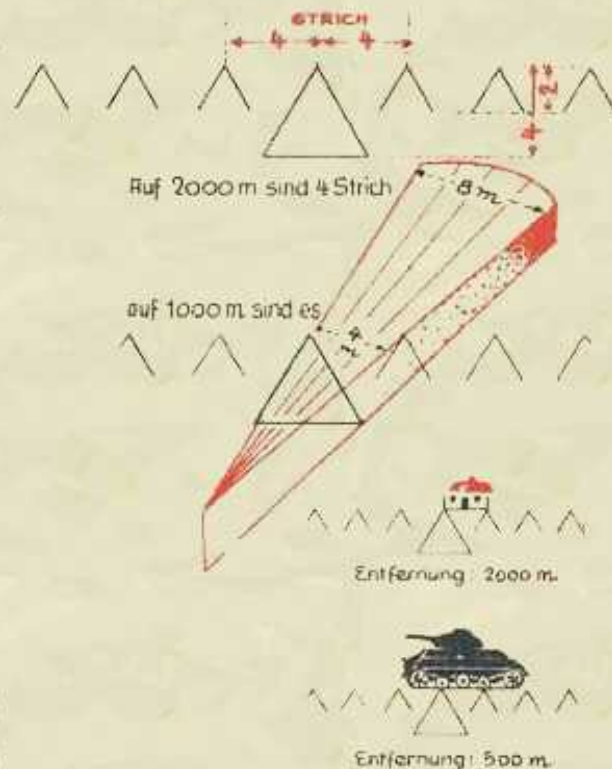 STRICH
4 4
2
4
Auf 2000 m sind 4 Strich
8 m
auf 1000 m sind es
4 m
Entfernung: 2000 m
Entfernung: 500 m